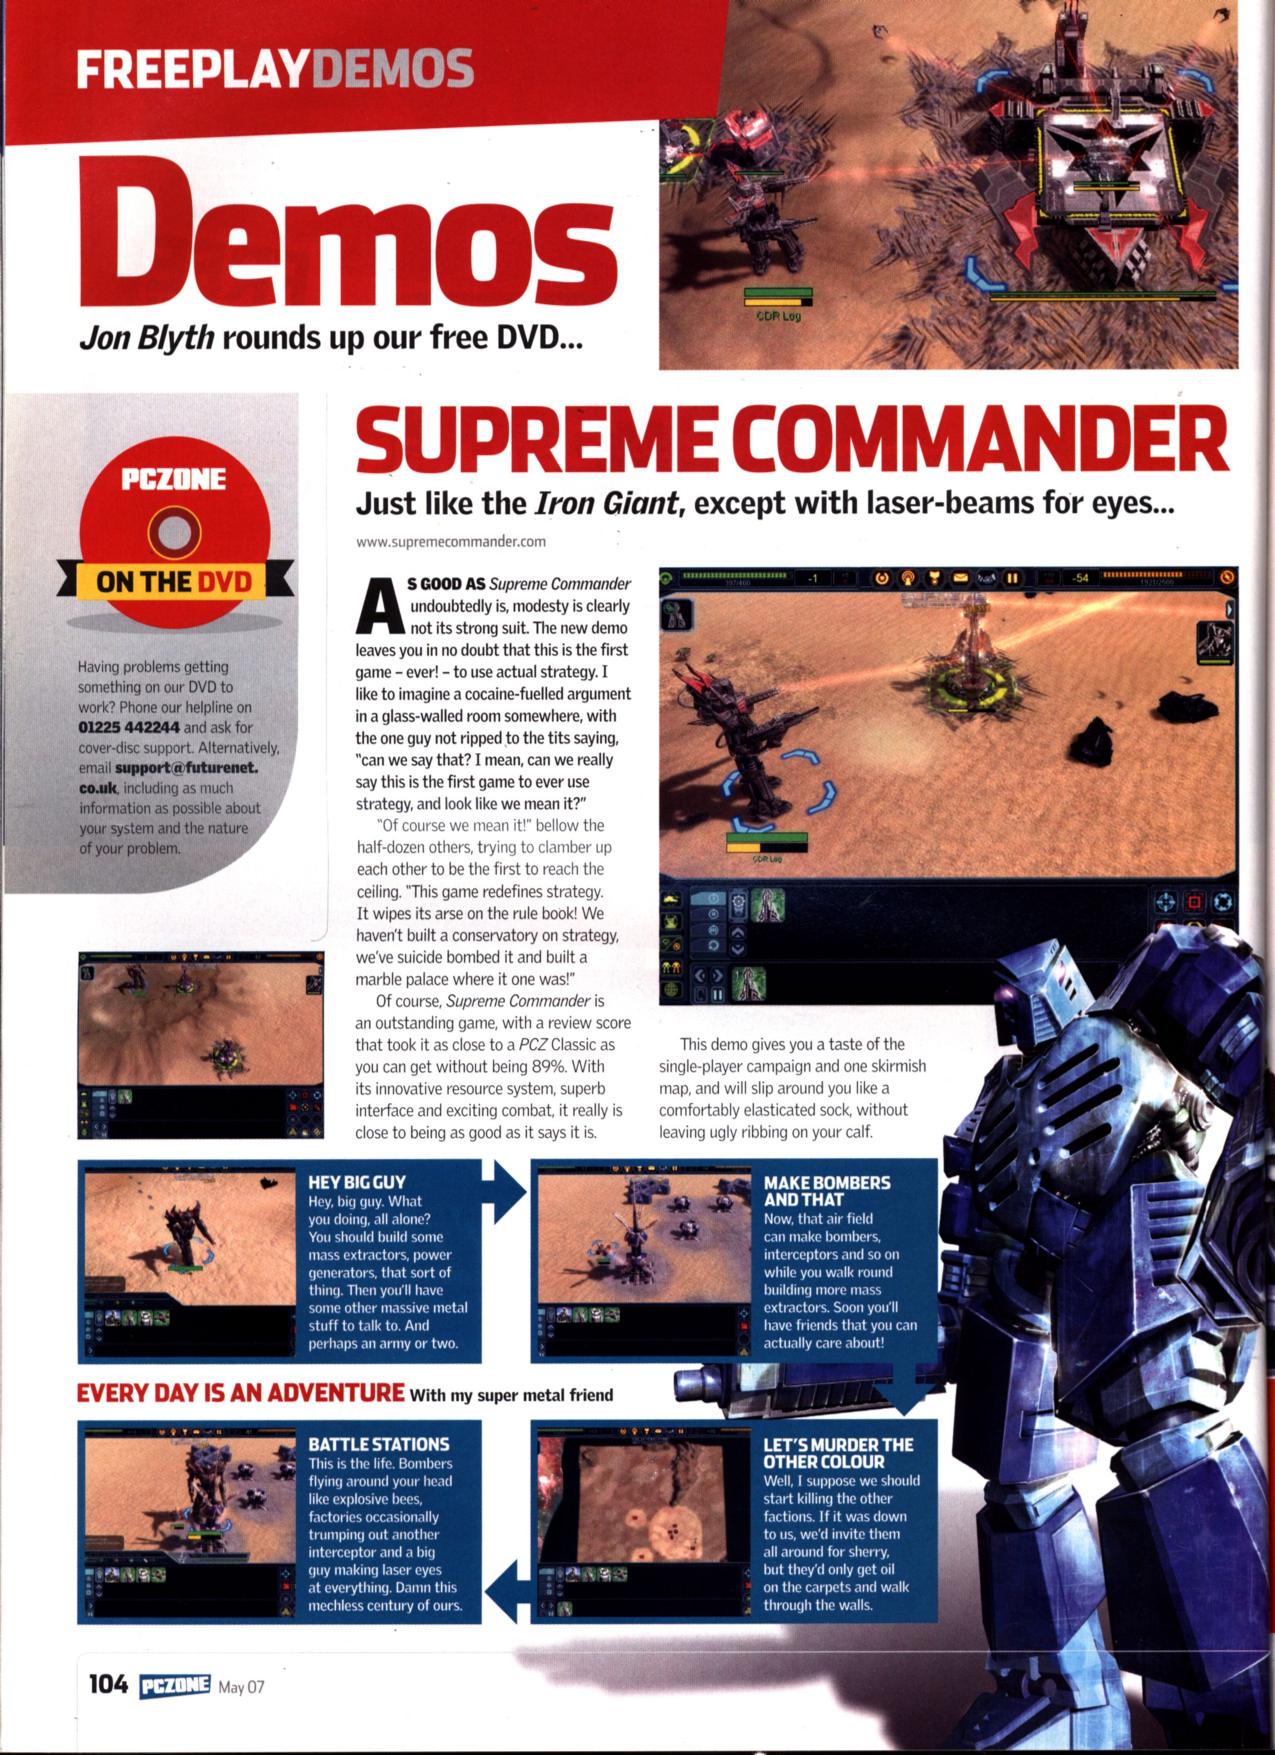 FREEPLAYDEMOS
Demos
Jon Blyth rounds up our free DVD...
CDR Log
PCZONE
ON THE DVD
Having problems getting
something on our DVD to
work? Phone our helpline on
01225 442244 and ask for
cover-disc support. Alternatively,
email support@futurenet.
co.uk, including as much
information as possible about
your system and the nature
of your problem.
SUPREME COMMANDER
Just like the Iron Giant, except with laser-beams for eyes...
www.supremecommander.com
AS GOOD AS Supreme Commander
undoubtedly is, modesty is clearly
not its strong suit. The new demo
leaves you in no doubt that this is the first
game – ever! – to use actual strategy. I
like to imagine a cocaine-fuelled argument
in a glass-walled room somewhere, with
the one guy not ripped to the tits saying,
"can we say that? I mean, can we really
say this is the first game to ever use
strategy, and look like we mean it?"
"Of course we mean it!" bellow the
half-dozen others, trying to clamber up
each other to be the first to reach the
ceiling. "This game redefines strategy.
It wipes its arse on the rule book! We
haven't built a conservatory on strategy,
we've suicide bombed it and built a
marble palace where it one was!"
Of course, Supreme Commander is
an outstanding game, with a review score
that took it as close to a PCZ Classic as
you can get without being 89%. With
its innovative resource system, superb
interface and exciting combat, it really is
close to being as good as it says it is.
-1
-54
CDR Log
This demo gives you a taste of the
single-player campaign and one skirmish
map, and will slip around you like a
comfortably elasticated sock, without
leaving ugly ribbing on your calf.
HEY BIG GUY
Hey, big guy. What
you doing, all alone?
You should build some
mass extractors, power
generators, that sort of
thing. Then you'll have
some other massive metal
stuff to talk to. And
perhaps an army or two.
MAKE BOMBERS
AND THAT
Now, that air field
can make bombers,
interceptors and so on
while you walk round
building more mass
extractors. Soon you'll
have friends that you can
actually care about!
EVERY DAY IS AN ADVENTURE With my super metal friend
BATTLE STATIONS
This is the life. Bombers
flying around your head
like explosive bees,
factories occasionally
trumping out another
interceptor and a big
guy making laser eyes
at everything. Damn this
mechless century of ours.
LET'S MURDER THE
OTHER COLOUR
Well, I suppose we should
start killing the other
factions. If it was down
to us, we'd invite them
all around for sherry,
but they'd only get oil
on the carpets and walk
through the walls.
104 PCZONE May 07